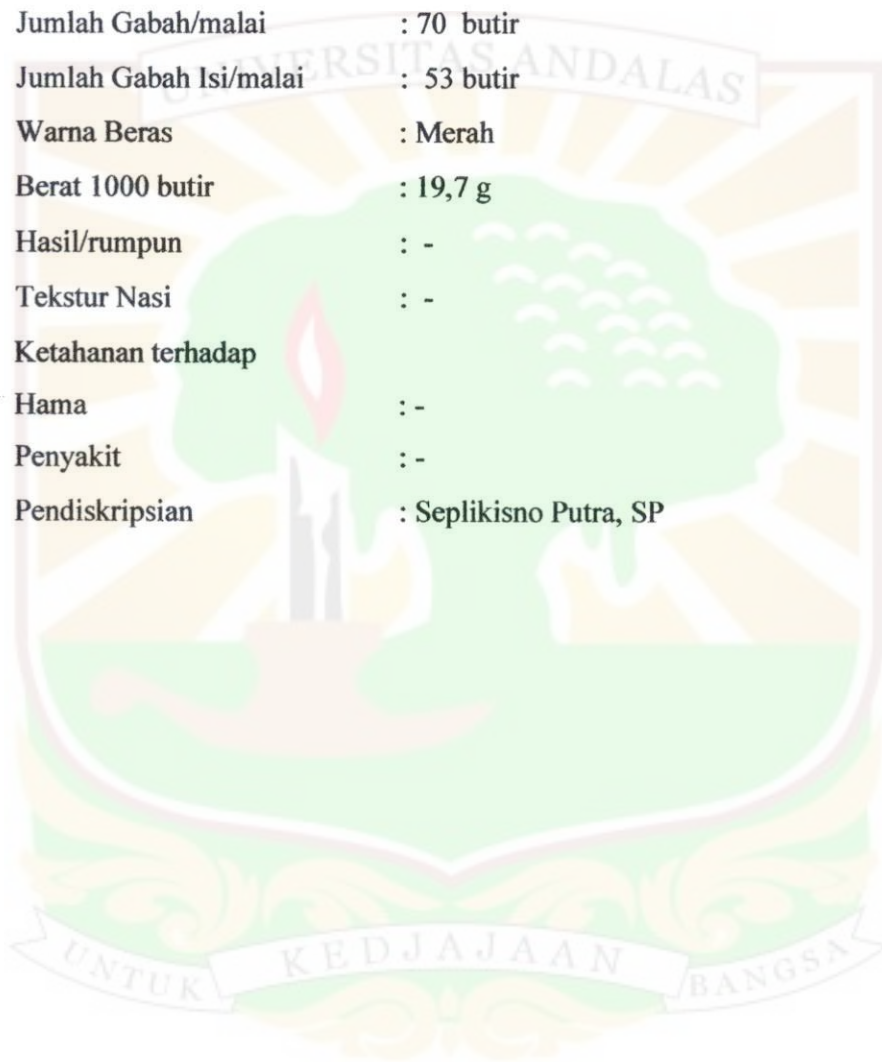 Jumlah Gabah/malai : 70 butir
UNIVERSITAS ANDALAS
Jumlah Gabah Isi/malai : 53 butir
Warna Beras : Merah
Berat 1000 butir : 19,7 g
Hasil/rumpun : -
Tekstur Nasi : -
Ketahanan terhadap
Hama : -
Penyakit : -
Pendiskripsian : Seplikisno Putra, SP
UNTUK KEDJAJAAN BANGSA